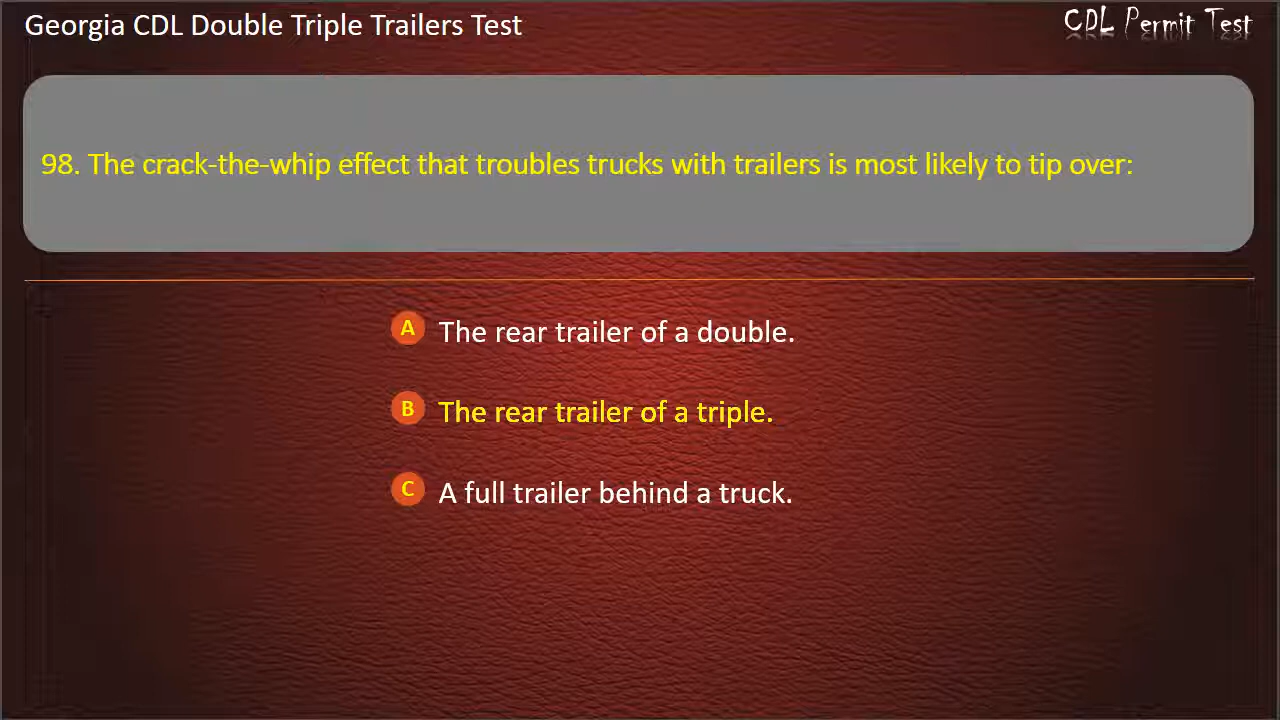 Georgia CDL Double Triple Trailers Test
CDL Permit Test
98. The crack-the-whip effect that troubles trucks with trailers is most likely to tip over:
A The rear trailer of a double.
B The rear trailer of a triple.
C A full trailer behind a truck.